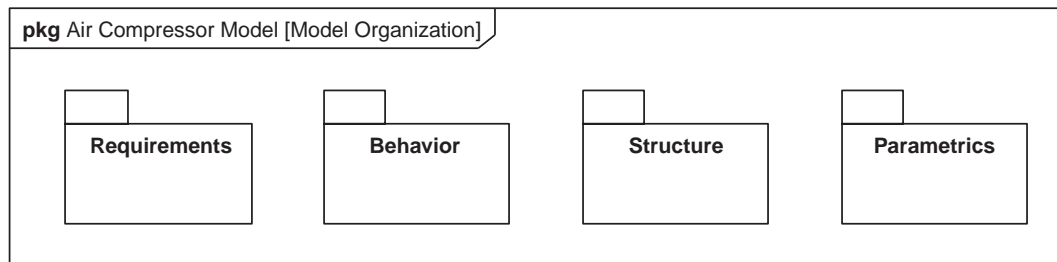 pkg Air Compressor Model [Model Organization]
Requirements
Behavior
Structure
Parametrics